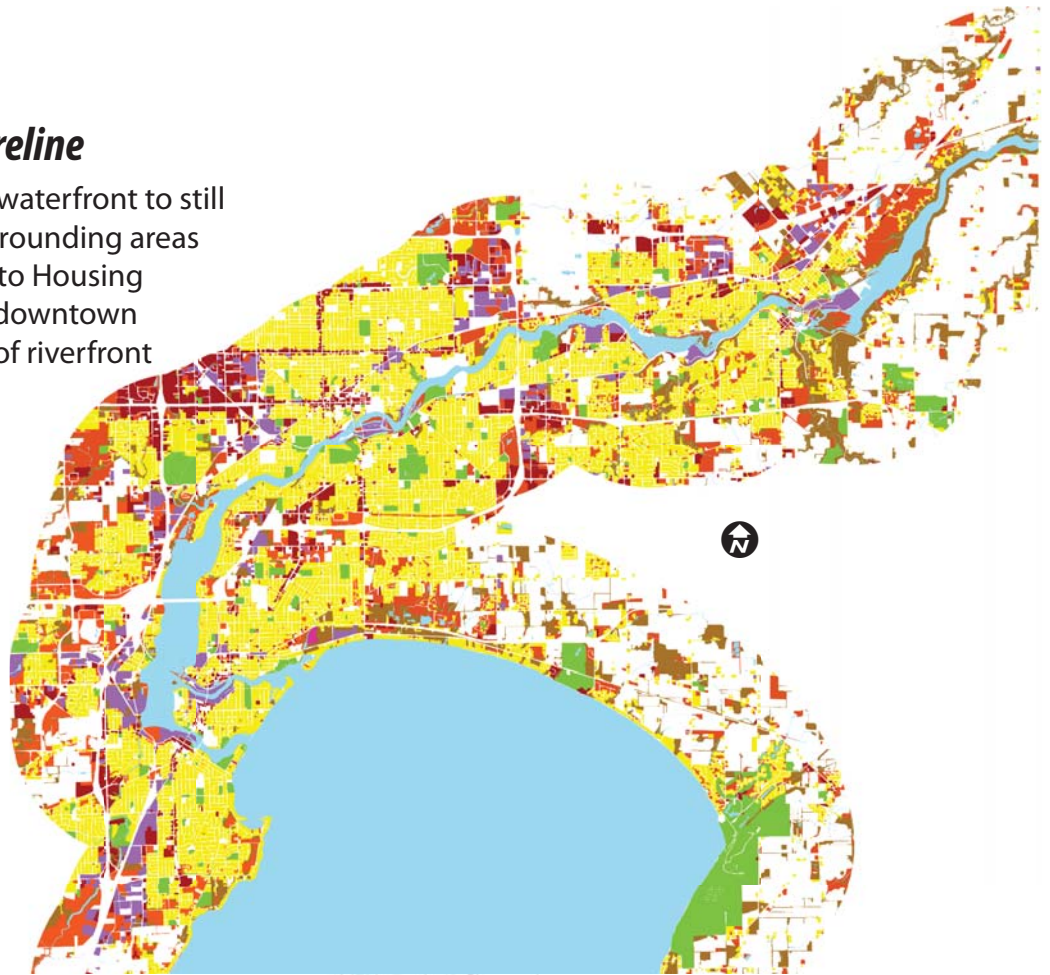 reline
waterfront to still
rounding areas
to Housing
downtown
of riverfront
N